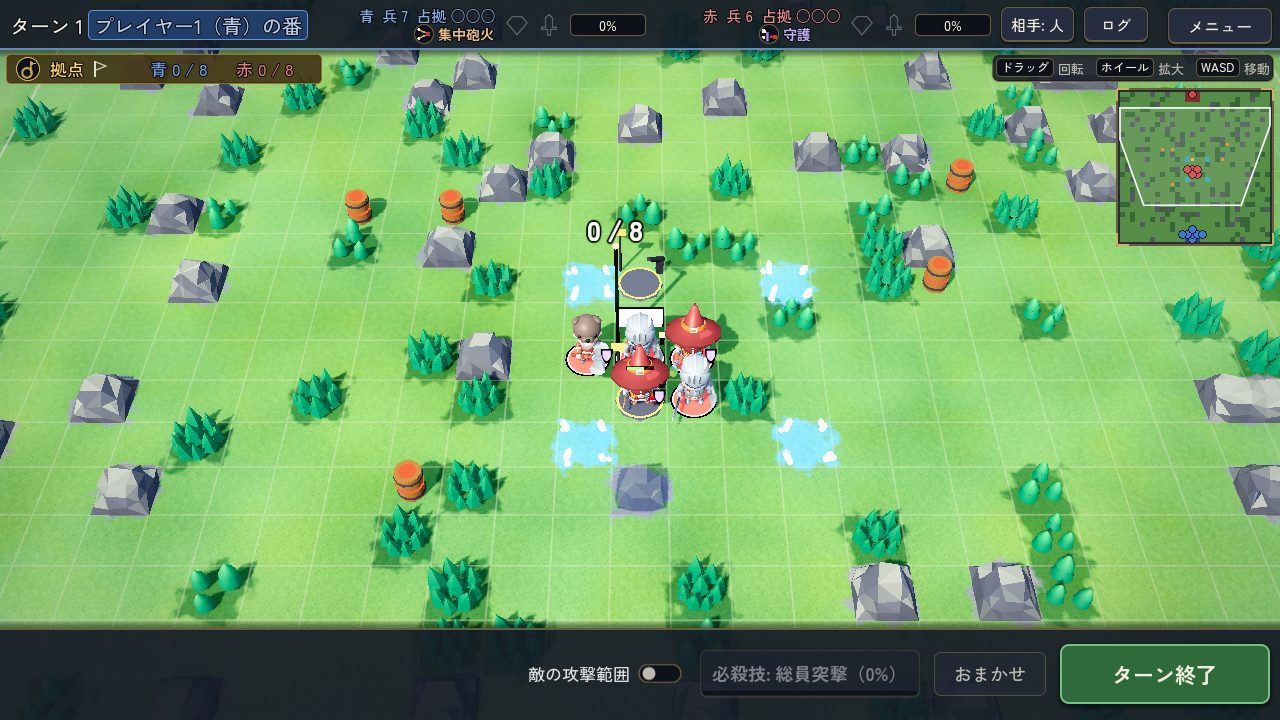 ターン 1 プレイヤー1（青）の番
青 兵 7 占拠 〇〇〇
集中砲火
0%
赤 兵 6 占拠 〇〇〇
守護
0%
相手: 人
ログ
メニュー
拠点 青 0 / 8 赤 0 / 8
ドラッグ 回転 ホイール 拡大 WASD 移動
0 / 8
敵の攻撃範囲
必殺技: 総員突撃（0%）
おまかせ
ターン終了